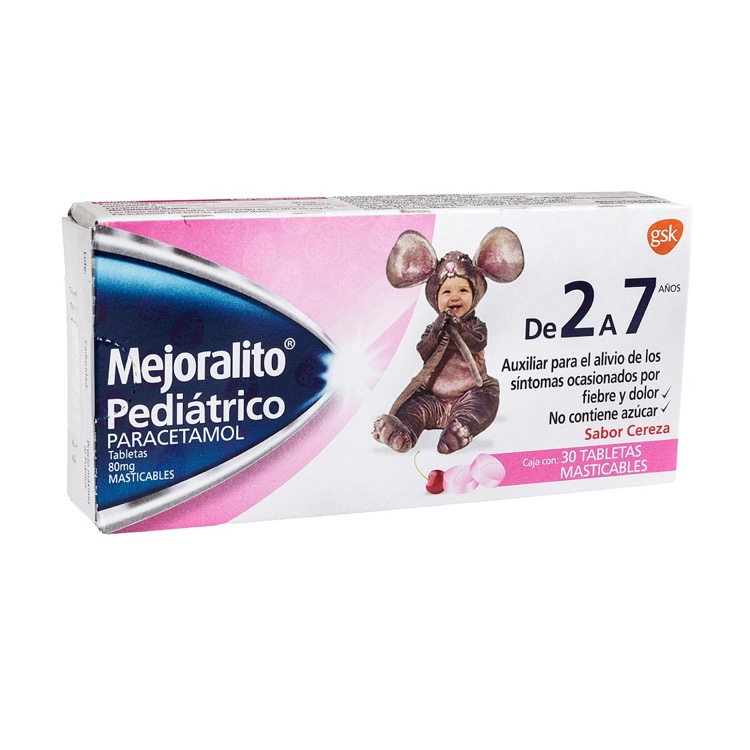 Mejoralito®
Pediátrico
PARACETAMOL
Tabletas
80mg
MASTICABLES
gsk
De 2 A 7 AÑOS
Auxiliar para el alivio de los
síntomas ocasionados por
fiebre y dolor ✓
No contiene azúcar ✓
Sabor Cereza
Caja con: 30 TABLETAS
MASTICABLES